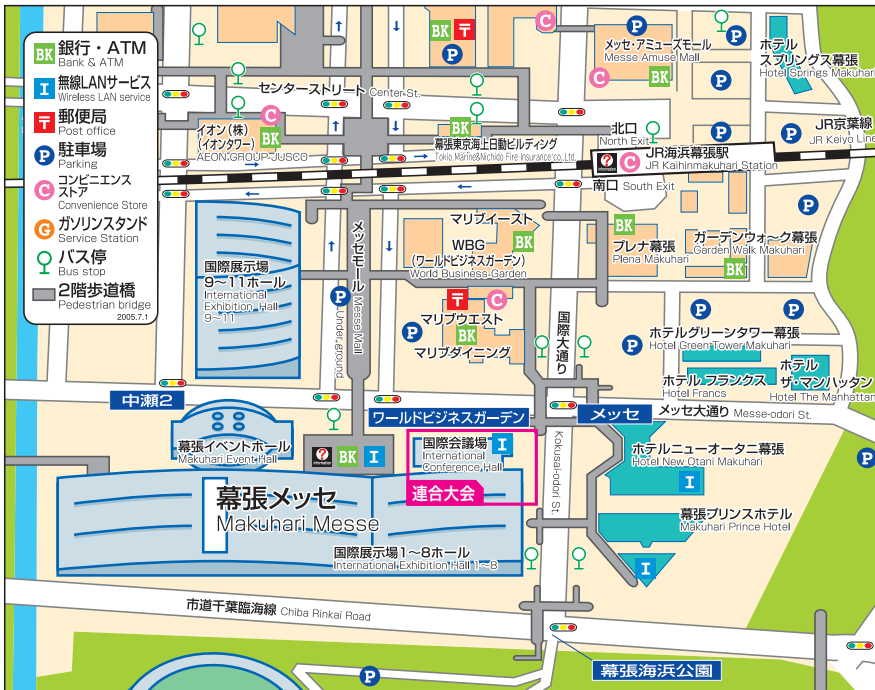 BK
銀行・ATM
Bank & ATM
I
無線LANサービス
Wireless LAN service
〒
郵便局
Post office
P
駐車場
Parking
C
コンビニエンス
ストア
Convenience Store
G
ガソリンスタンド
Service Station
バス停
Bus stop
2階歩道橋
Pedestrian bridge
2005.7.1
BK
〒
P
C
P
メッセ・アミューズモール
Messe Amuse Mall
C
BK
P
P
P
ホテル
スプリングス幕張
Hotel Springs Makuhari
センターストリート Center St.
C
イオン(株)
(イオンタワー)
BK
AEON GROUP JUSCO
BK
幕張東京海上日動ビルディング
Tokio Marine&Nichido Fire Insurance co.,Ltd.
北口
North Exit
P
JR京葉線
JR Keiyo Line
?
Information
C
JR海浜幕張駅
JR Kaihinmakuhari Station
南口 South Exit
P
国際展示場
9〜11ホール
International
Exhibition Hall
9〜11
メッセモール
Messe Mall
P
Under ground
マリブイースト
BK
WBG
(ワールドビジネスガーデン)
World Business Garden
〒
C
マリブウエスト
P
BK
マリブダイニング
BK
プレナ幕張
Plena Makuhari
ガーデンウォ〜ク幕張
Garden Walk Makuhari
BK
国際大通り
P
P
P
ホテルグリーンタワー幕張
Hotel Green Tower Makuhari
ホテル フランクス
Hotel Francs
ホテル
ザ・マンハッタン
Hotel The Manhattan
中瀬2
ワールドビジネスガーデン
メッセ
メッセ大通り Messe-odori St.
幕張イベントホール
Makuhari Event Hall
?
Information
BK
I
国際会議場
International
Conference Hall
I
連合大会
Kokusai-odori St.
ホテルニューオータニ幕張
Hotel New Otani Makuhari
I
P
幕張メッセ
Makuhari Messe
幕張プリンスホテル
Makuhari Prince Hotel
国際展示場1〜8ホール
International Exhibition Hall 1〜8
I
市道千葉臨海線 Chiba Rinkai Road
P
幕張海浜公園